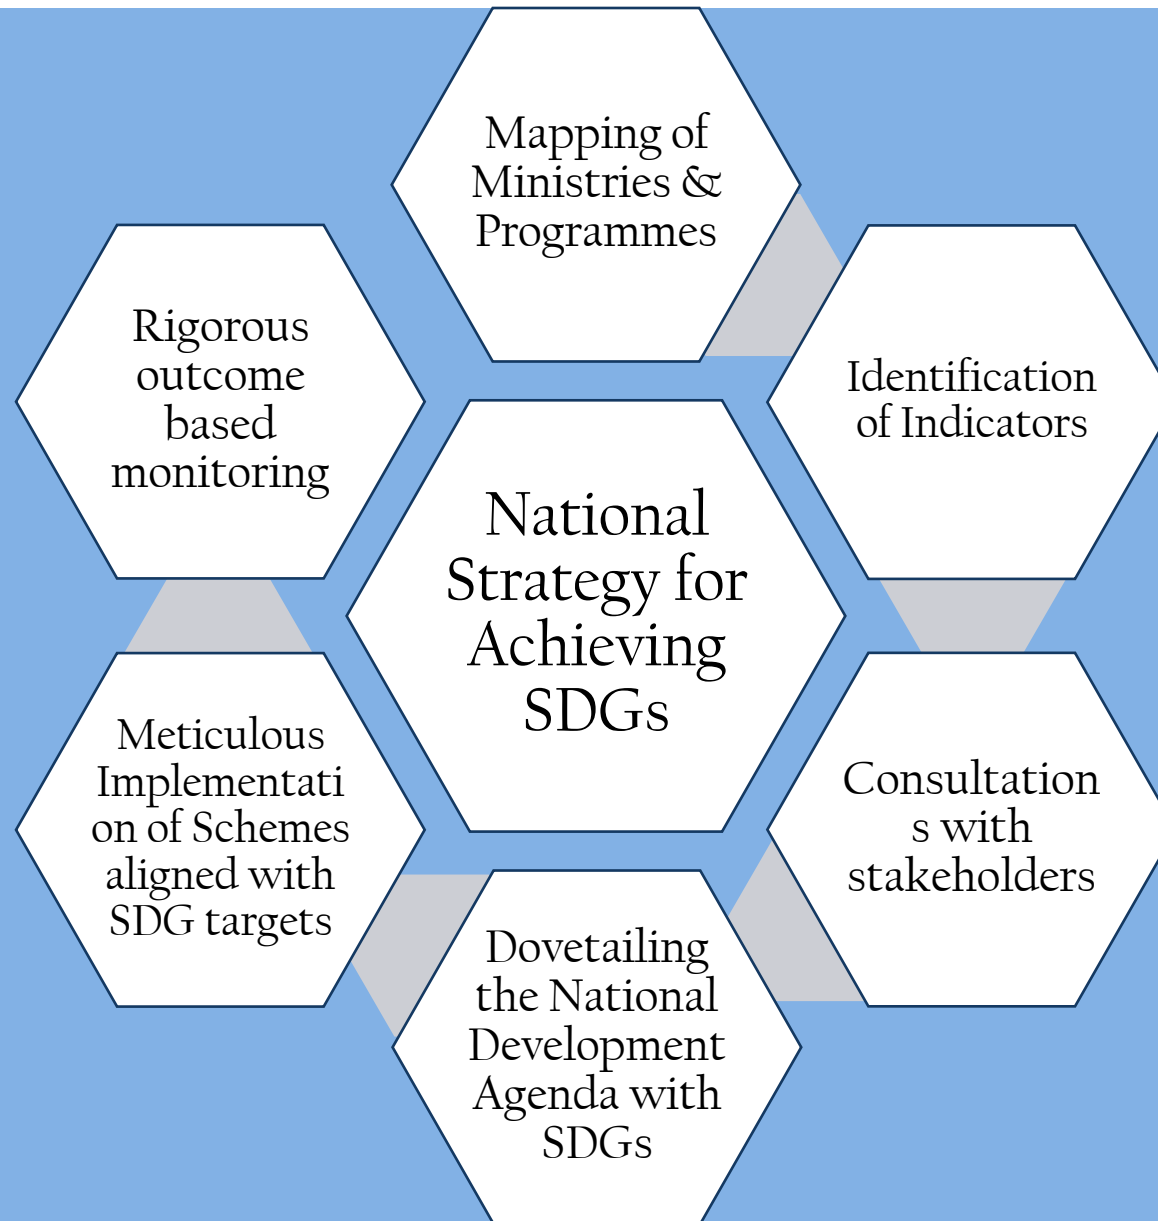 Mapping of
Ministries &
Programmes
Identification
of Indicators
Consultation
s with
stakeholders
Dovetailing
the National
Development
Agenda with
SDGs
Meticulous
Implementati
on of Schemes
aligned with
SDG targets
Rigorous
outcome
based
monitoring
National
Strategy for
Achieving
SDGs